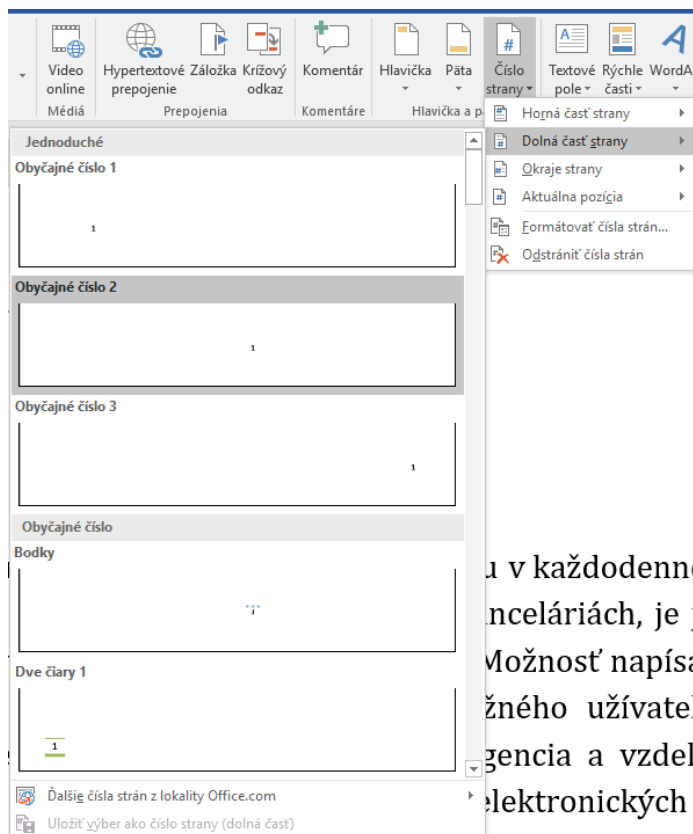 Video online
Hypertextové prepojenie
Záložka
Krížový odkaz
Komentár
Hlavička
Päta
Číslo strany
Textové pole
Rýchle časti
WordA
Médiá
Prepojenia
Komentáre
Hlavička a p
Horná časť strany
Dolná časť strany
Okraje strany
Aktuálna pozícia
Formátovať čísla strán...
Odstrániť čísla strán
Jednoduché
Obyčajné číslo 1
1
Obyčajné číslo 2
1
Obyčajné číslo 3
1
Obyčajné číslo
Bodky
1
Dve čiary 1
1
Ďalšie čísla strán z lokality Office.com
Uložiť výber ako číslo strany (dolná časť)
u v každodenno
anceláriách, je j
Možnosť napísa
žného užívatel
gencia a vzdel
elektronických